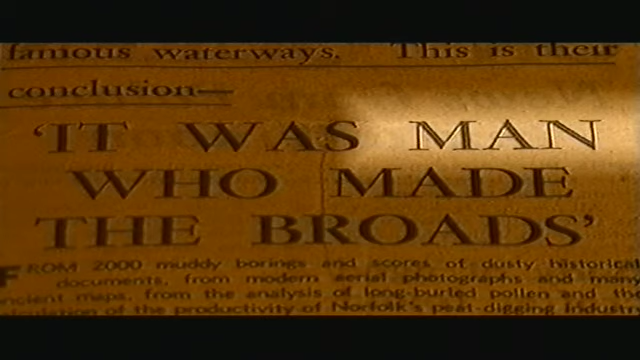 famous waterways. This is their
conclusion—
'IT WAS MAN
WHO MADE
THE BROADS'
FROM 2000 muddy borings and scores of dusty historical
documents, from modern aerial photographs and many
ancient maps, from the analysis of long-buried pollen and the
calculation of the productivity of Norfolk's peat-digging industry